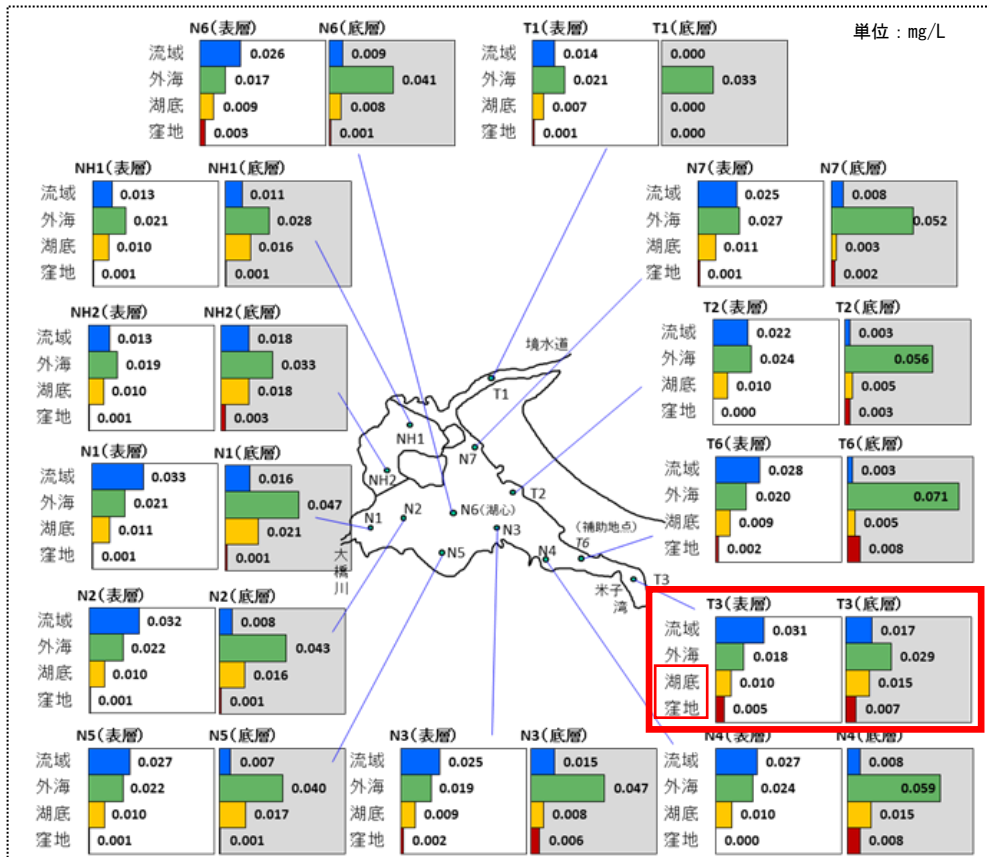 単位：mg/L
N6(表層) N6(底層)
流域 0.026 0.009
外海 0.017 0.041
湖底 0.009 0.008
窪地 0.003 0.001
T1(表層) T1(底層)
流域 0.014 0.000
外海 0.021 0.033
湖底 0.007 0.000
窪地 0.001 0.000
NH1(表層) NH1(底層)
流域 0.013 0.011
外海 0.021 0.028
湖底 0.010 0.016
窪地 0.001 0.001
N7(表層) N7(底層)
流域 0.025 0.008
外海 0.027 0.052
湖底 0.011 0.003
窪地 0.001 0.002
NH2(表層) NH2(底層)
流域 0.013 0.018
外海 0.019 0.033
湖底 0.010 0.018
窪地 0.001 0.003
T2(表層) T2(底層)
流域 0.022 0.003
外海 0.024 0.056
湖底 0.010 0.005
窪地 0.000 0.003
境水道
T1
NH1
N7
NH2
T2
N1
N2
N6(湖心)
N3
(補助地点)
T6
N5
N4
T3
大橋川
米子湾
N1(表層) N1(底層)
流域 0.033 0.016
外海 0.021 0.047
湖底 0.011 0.021
窪地 0.001 0.001
T6(表層) T6(底層)
流域 0.028 0.003
外海 0.020 0.071
湖底 0.009 0.005
窪地 0.002 0.008
N2(表層) N2(底層)
流域 0.032 0.008
外海 0.022 0.043
湖底 0.010 0.016
窪地 0.001 0.001
T3(表層) T3(底層)
流域 0.031 0.017
外海 0.018 0.029
湖底 0.010 0.015
窪地 0.005 0.007
N5(表層) N5(底層)
流域 0.027 0.007
外海 0.022 0.040
湖底 0.010 0.017
窪地 0.001 0.001
N3(表層) N3(底層)
流域 0.025 0.015
外海 0.019 0.047
湖底 0.009 0.008
窪地 0.002 0.006
N4(表層) N4(底層)
流域 0.027 0.008
外海 0.024 0.059
湖底 0.010 0.015
窪地 0.000 0.008